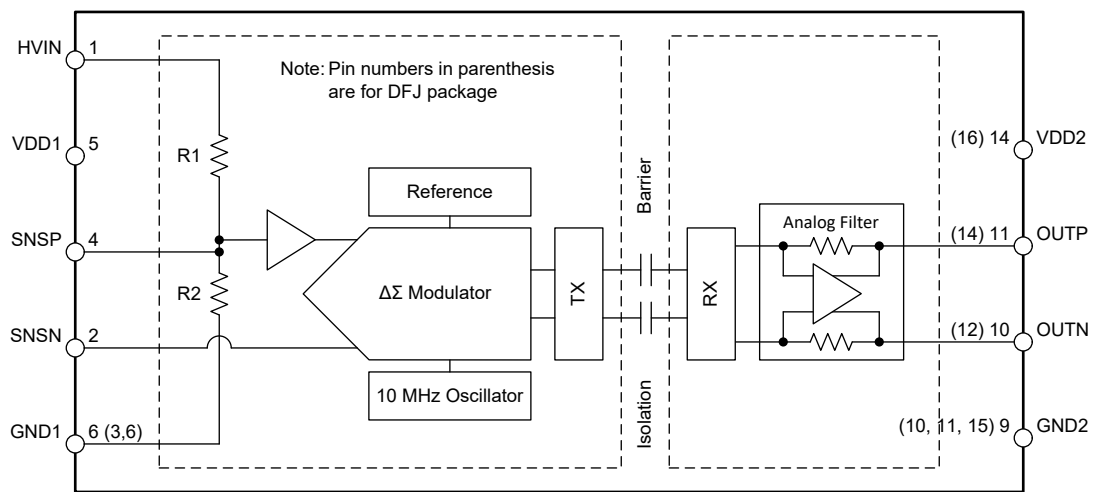 HVIN
1
Note: Pin numbers in parenthesis
are for DFJ package
VDD1
5
R1
(16) 14
VDD2
Reference
Barrier
Analog Filter
SNSP
4
(14) 11
OUTP
R2
ΔΣ Modulator
TX
RX
SNSN
2
(12) 10
OUTN
10 MHz Oscillator
Isolation
GND1
6 (3,6)
(10, 11, 15) 9
GND2